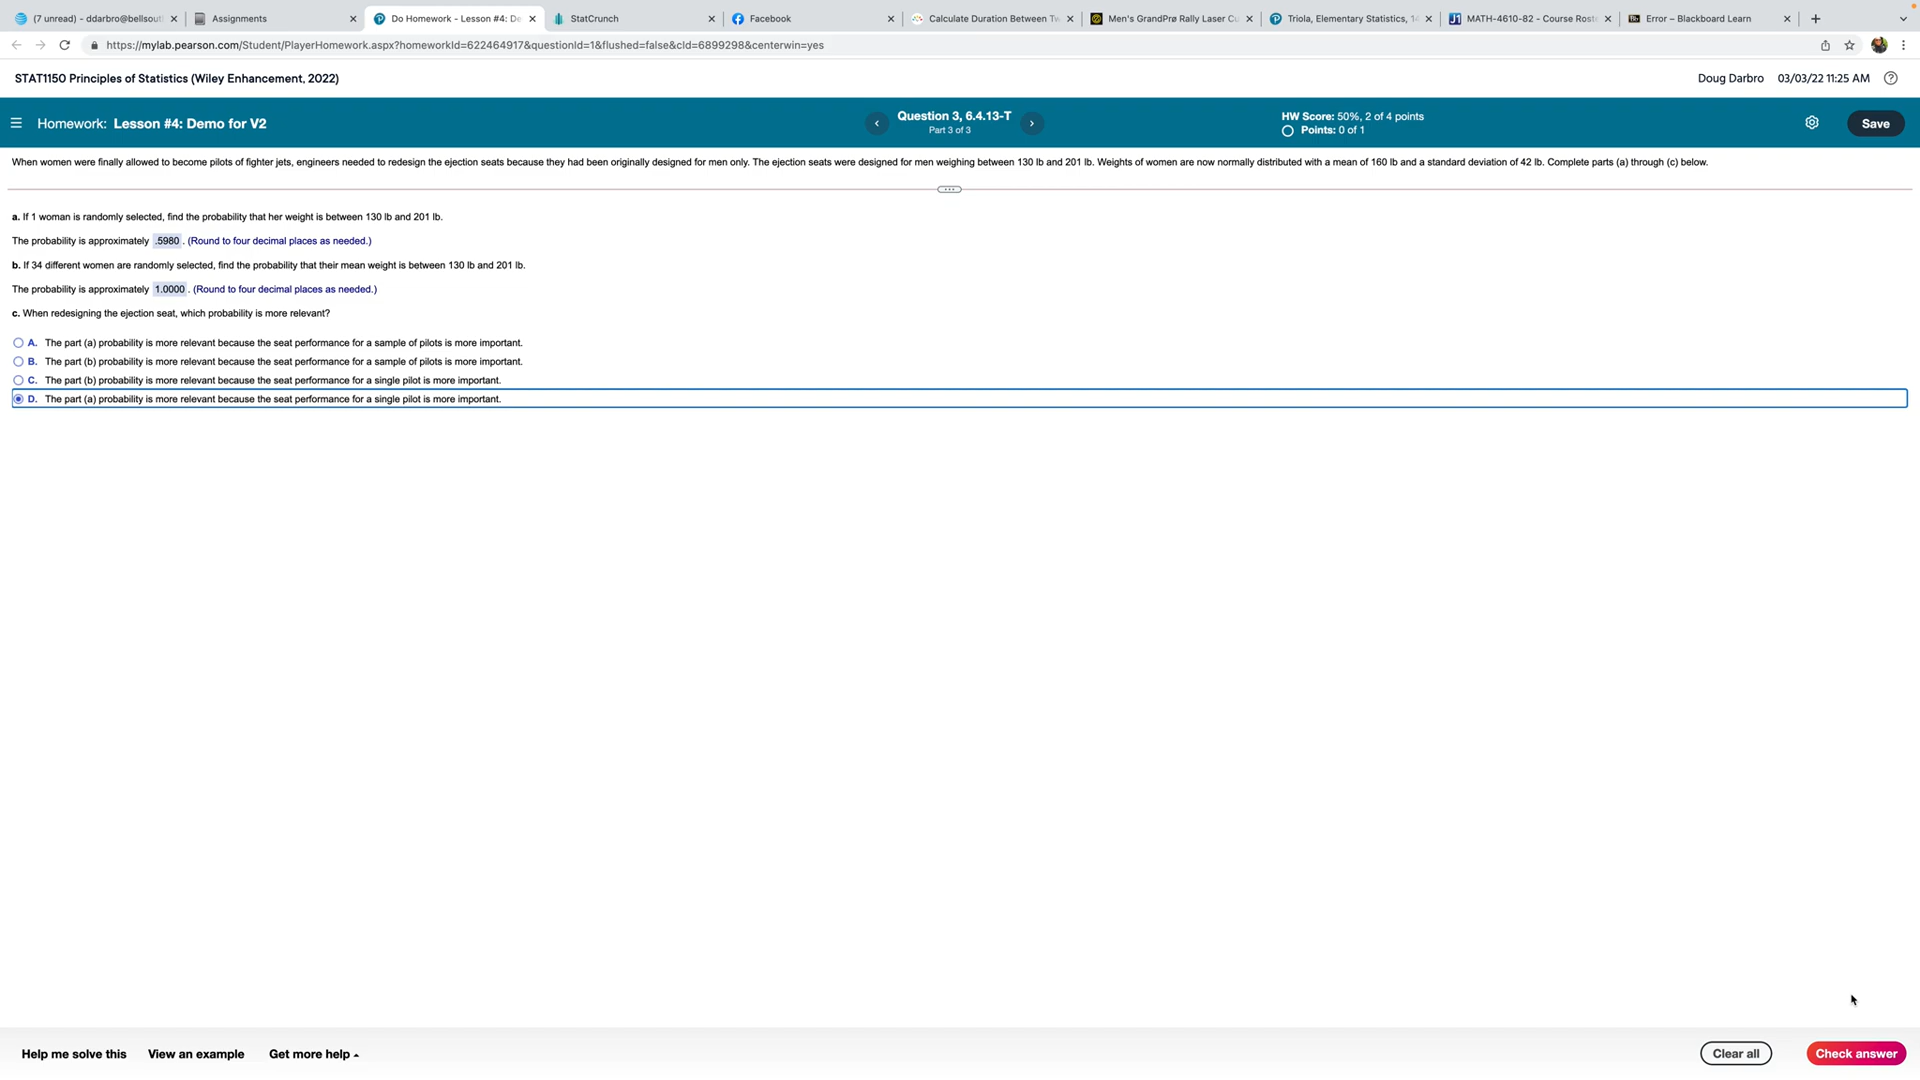 (7 unread) - ddarbro@bellsout
Assignments
Do Homework - Lesson #4: De
StatCrunch
Facebook
Calculate Duration Between Tw
Men's GrandPrø Rally Laser Cu
Triola, Elementary Statistics, 14
MATH-4610-82 - Course Roste
Error – Blackboard Learn
https://mylab.pearson.com/Student/PlayerHomework.aspx?homeworkId=622464917&questionId=1&flushed=false&cId=6899298&centerwin=yes
STAT1150 Principles of Statistics (Wiley Enhancement, 2022)
Doug Darbro 03/03/22 11:25 AM
Homework: Lesson #4: Demo for V2
Question 3, 6.4.13-T
Part 3 of 3
HW Score: 50%, 2 of 4 points
Points: 0 of 1
Save
When women were finally allowed to become pilots of fighter jets, engineers needed to redesign the ejection seats because they had been originally designed for men only. The ejection seats were designed for men weighing between 130 lb and 201 lb. Weights of women are now normally distributed with a mean of 160 lb and a standard deviation of 42 lb. Complete parts (a) through (c) below.
a. If 1 woman is randomly selected, find the probability that her weight is between 130 lb and 201 lb.
The probability is approximately .5980 . (Round to four decimal places as needed.)
b. If 34 different women are randomly selected, find the probability that their mean weight is between 130 lb and 201 lb.
The probability is approximately 1.0000 . (Round to four decimal places as needed.)
c. When redesigning the ejection seat, which probability is more relevant?
A. The part (a) probability is more relevant because the seat performance for a sample of pilots is more important.
B. The part (b) probability is more relevant because the seat performance for a sample of pilots is more important.
C. The part (b) probability is more relevant because the seat performance for a single pilot is more important.
D. The part (a) probability is more relevant because the seat performance for a single pilot is more important.
Help me solve this
View an example
Get more help
Clear all
Check answer